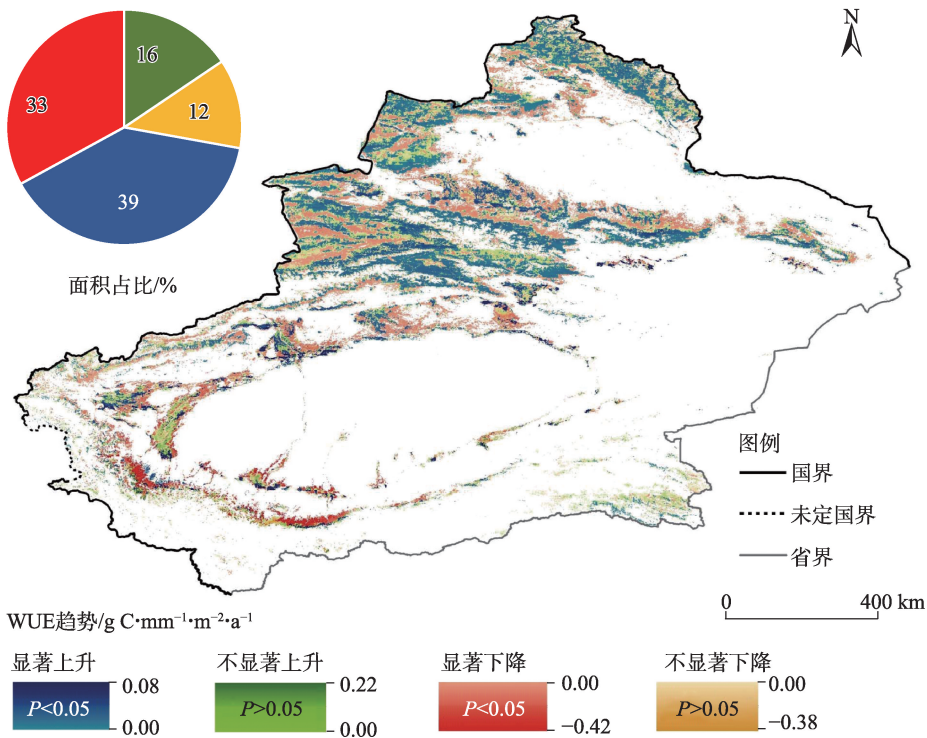 16
33
12
39
面积占比/%
N
图例
国界
未定国界
省界
0 400 km
WUE趋势/g C·mm⁻¹·m⁻²·a⁻¹
显著上升 不显著上升 显著下降 不显著下降
0.08 0.22 0.00 0.00
P<0.05 P>0.05 P<0.05 P>0.05
0.00 0.00 −0.42 −0.38